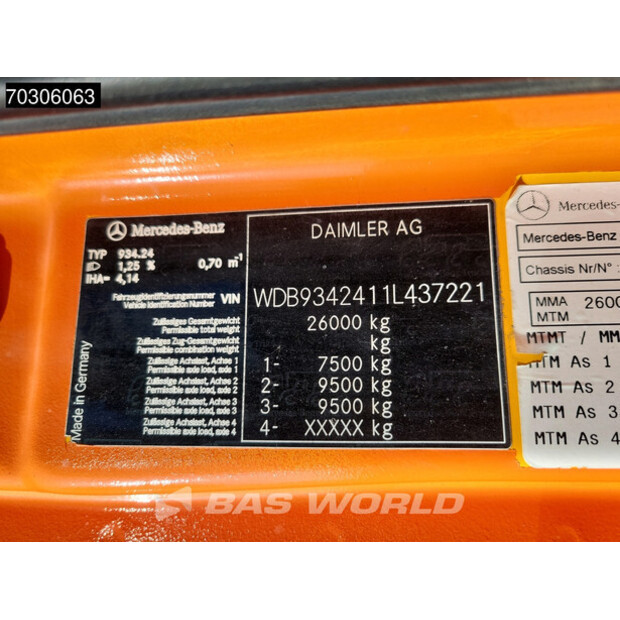 70306063
Mercedes-Benz
DAIMLER AG
TYP 934.24
1,25 % 0,70 m⁻¹
IHA= 4,14
Fahrzeugidentifizierungsnummer
Vehicle Identification Number VIN WDB9342411L437221
Zulässiges Gesamtgewicht
Permissible total weight 26000 kg
Zulässiges Zug-Gesamtgewicht
Permissible combination weight kg
Zulässige Achslast, Achse 1
Permissible axle load, axle 1 1- 7500 kg
Zulässige Achslast, Achse 2
Permissible axle load, axle 2 2- 9500 kg
Zulässige Achslast, Achse 3
Permissible axle load, axle 3 3- 9500 kg
Zulässige Achslast, Achse 4
Permissible axle load, axle 4 4- XXXXX kg
Made in Germany
Mercedes-
Mercedes-Benz
Chassis Nr/N° :
MMA 2600
MTM
MTMT / MM
MTM As 1
MTM As 2
MTM As 3
MTM As 4
BAS WORLD